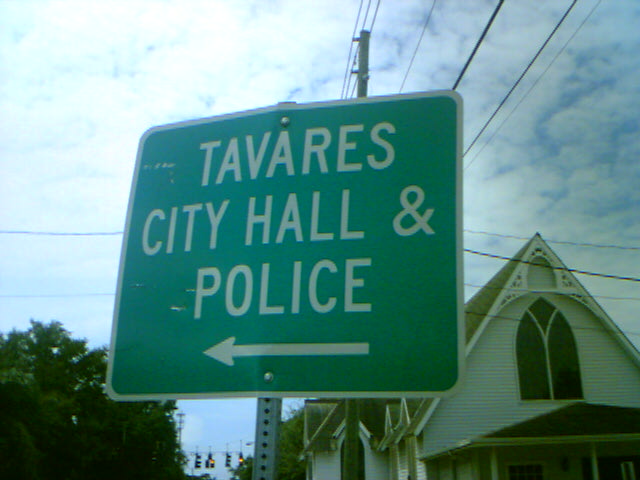 TAVARES
CITY HALL &
POLICE